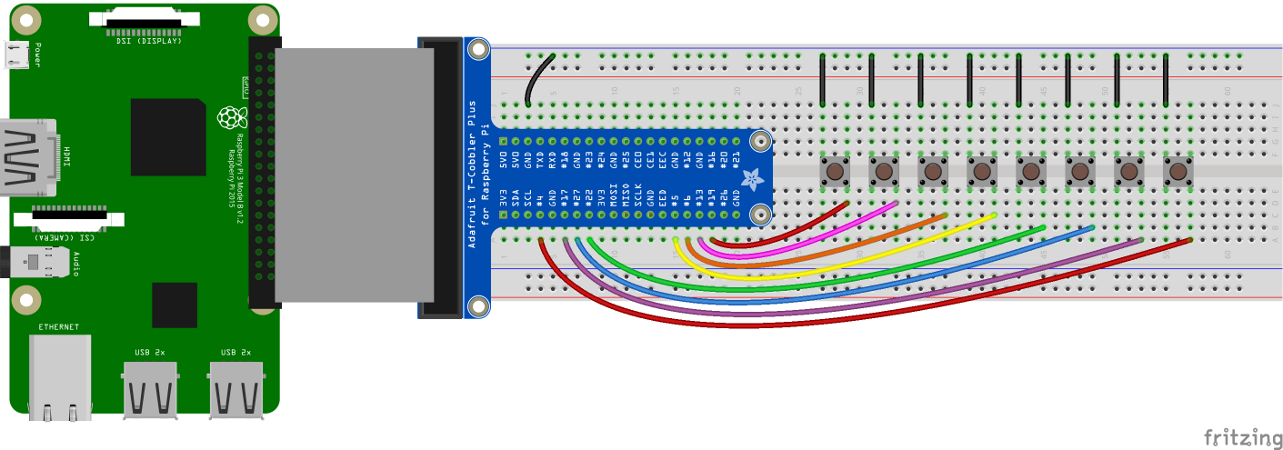 DSI (DISPLAY)
Power
HDMI
CSI (CAMERA)
Audio
ETHERNET
USB 2x
USB 2x
GPIO
Raspberry Pi 3 Model B v1.2
Raspberry Pi 2015
Adafruit T-Cobbler Plus
for Raspberry Pi
5V0 5V0 GND TXD RXD #18 GND #23 #24 GND #25 CE0 CE1 EEC GND #12 GND #16 #20 #21
3V3 SDA SCL #4 GND #17 #27 #22 3V3 MOSI MISO SCLK GND EED #5 #6 #13 #19 #26 GND
1 5 10 15 20 30 40 45 50 55 60
fritzing